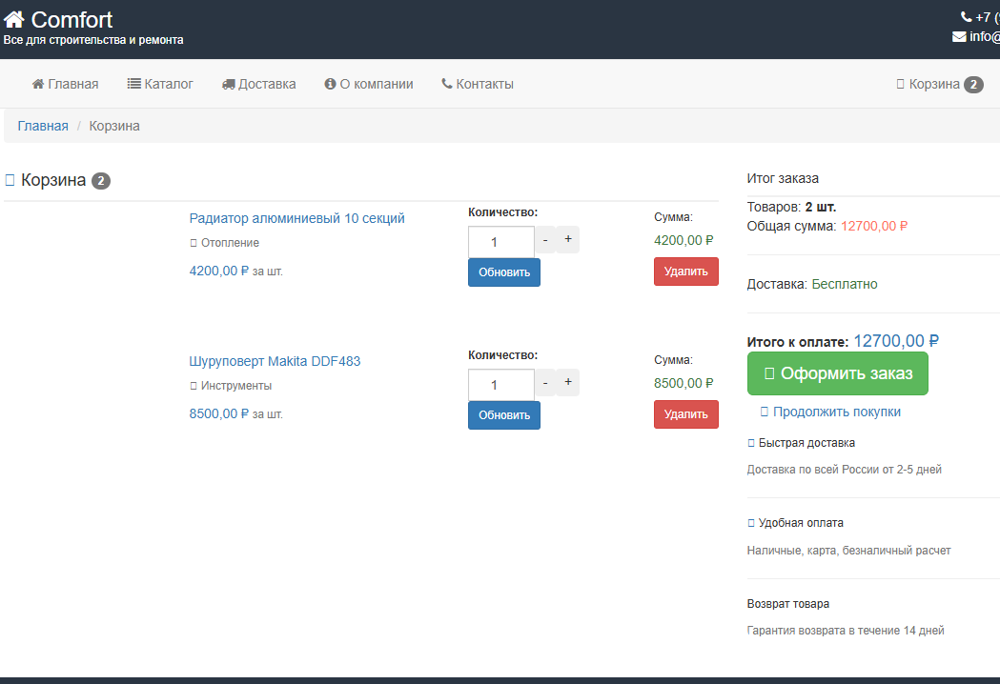 Comfort
Все для строительства и ремонта
+7 (
info@
Главная
Каталог
Доставка
О компании
Контакты
Корзина 2
Главная / Корзина
Корзина 2
Радиатор алюминиевый 10 секций
Отопление
4200,00 ₽ за шт.
Количество:
1 - +
Обновить
Сумма:
4200,00 ₽
Удалить
Шуруповерт Makita DDF483
Инструменты
8500,00 ₽ за шт.
Количество:
1 - +
Обновить
Сумма:
8500,00 ₽
Удалить
Итог заказа
Товаров: 2 шт.
Общая сумма: 12700,00 ₽
Доставка: Бесплатно
Итого к оплате: 12700,00 ₽
Оформить заказ
Продолжить покупки
Быстрая доставка
Доставка по всей России от 2-5 дней
Удобная оплата
Наличные, карта, безналичный расчет
Возврат товара
Гарантия возврата в течение 14 дней